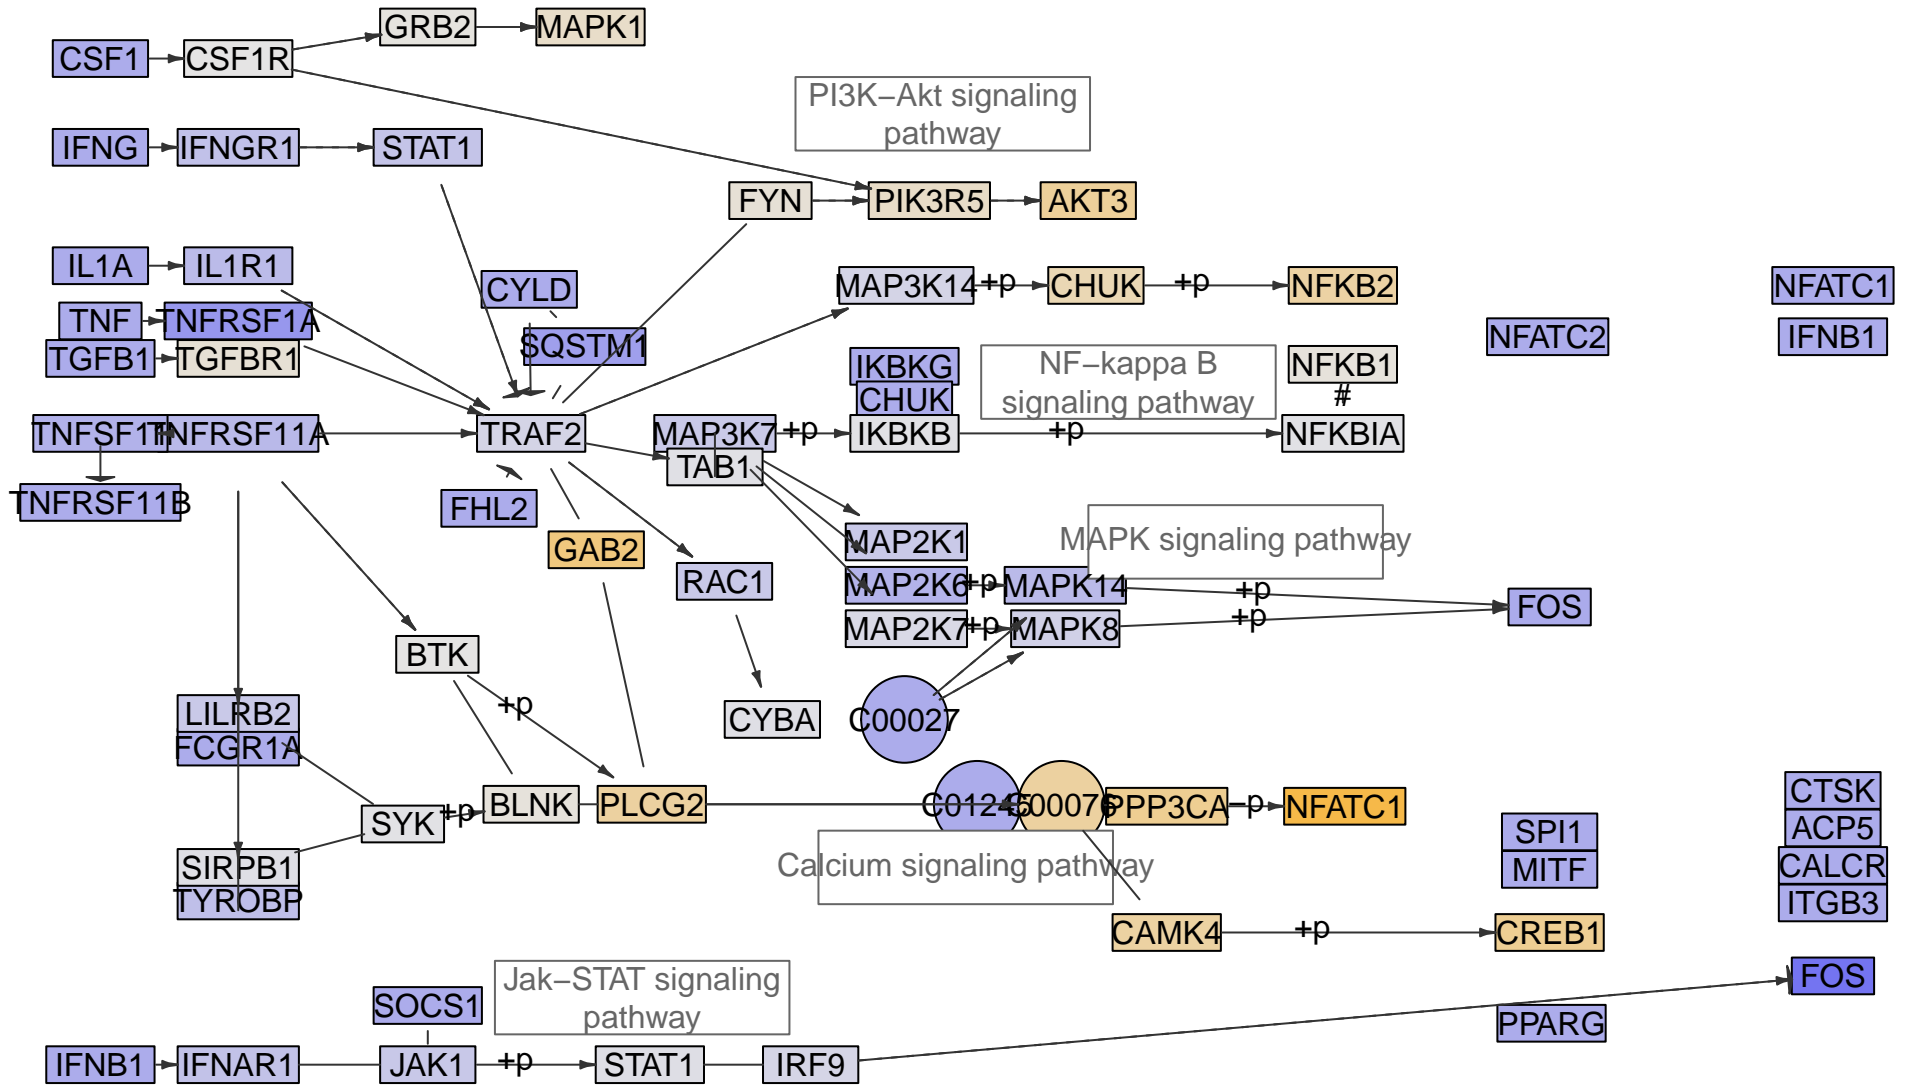 GRB2
MAPK1
CSF1
CSF1R
PI3K−Akt signaling
pathway
IFNG
IFNGR1
STAT1
FYN
PIK3R5
AKT3
IL1A
IL1R1
CYLD
MAP3K14
+p
CHUK
+p
NFKB2
NFATC1
TNF
TNFRSF1A
SQSTM1
NFATC2
IFNB1
TGFB1
TGFBR1
IKBKG
NF−kappa B
signaling pathway
NFKB1
CHUK
#
TNFSF11
TNFRSF11A
TRAF2
MAP3K7
+p
IKBKB
+p
NFKBIA
TAB1
TNFRSF11B
FHL2
GAB2
MAP2K1
MAPK signaling pathway
RAC1
MAP2K6
+p
MAPK14
+p
FOS
MAP2K7
+p
MAPK8
+p
BTK
LILRB2
+p
CYBA
C00027
FCGR1A
SYK
+p
BLNK
PLCG2
C01245
C00076
PPP3CA
−p
NFATC1
CTSK
SPI1
ACP5
SIRPB1
Calcium signaling pathway
MITF
CALCR
TYROBP
ITGB3
CAMK4
+p
CREB1
Jak−STAT signaling
pathway
FOS
SOCS1
PPARG
IFNB1
IFNAR1
JAK1
+p
STAT1
IRF9